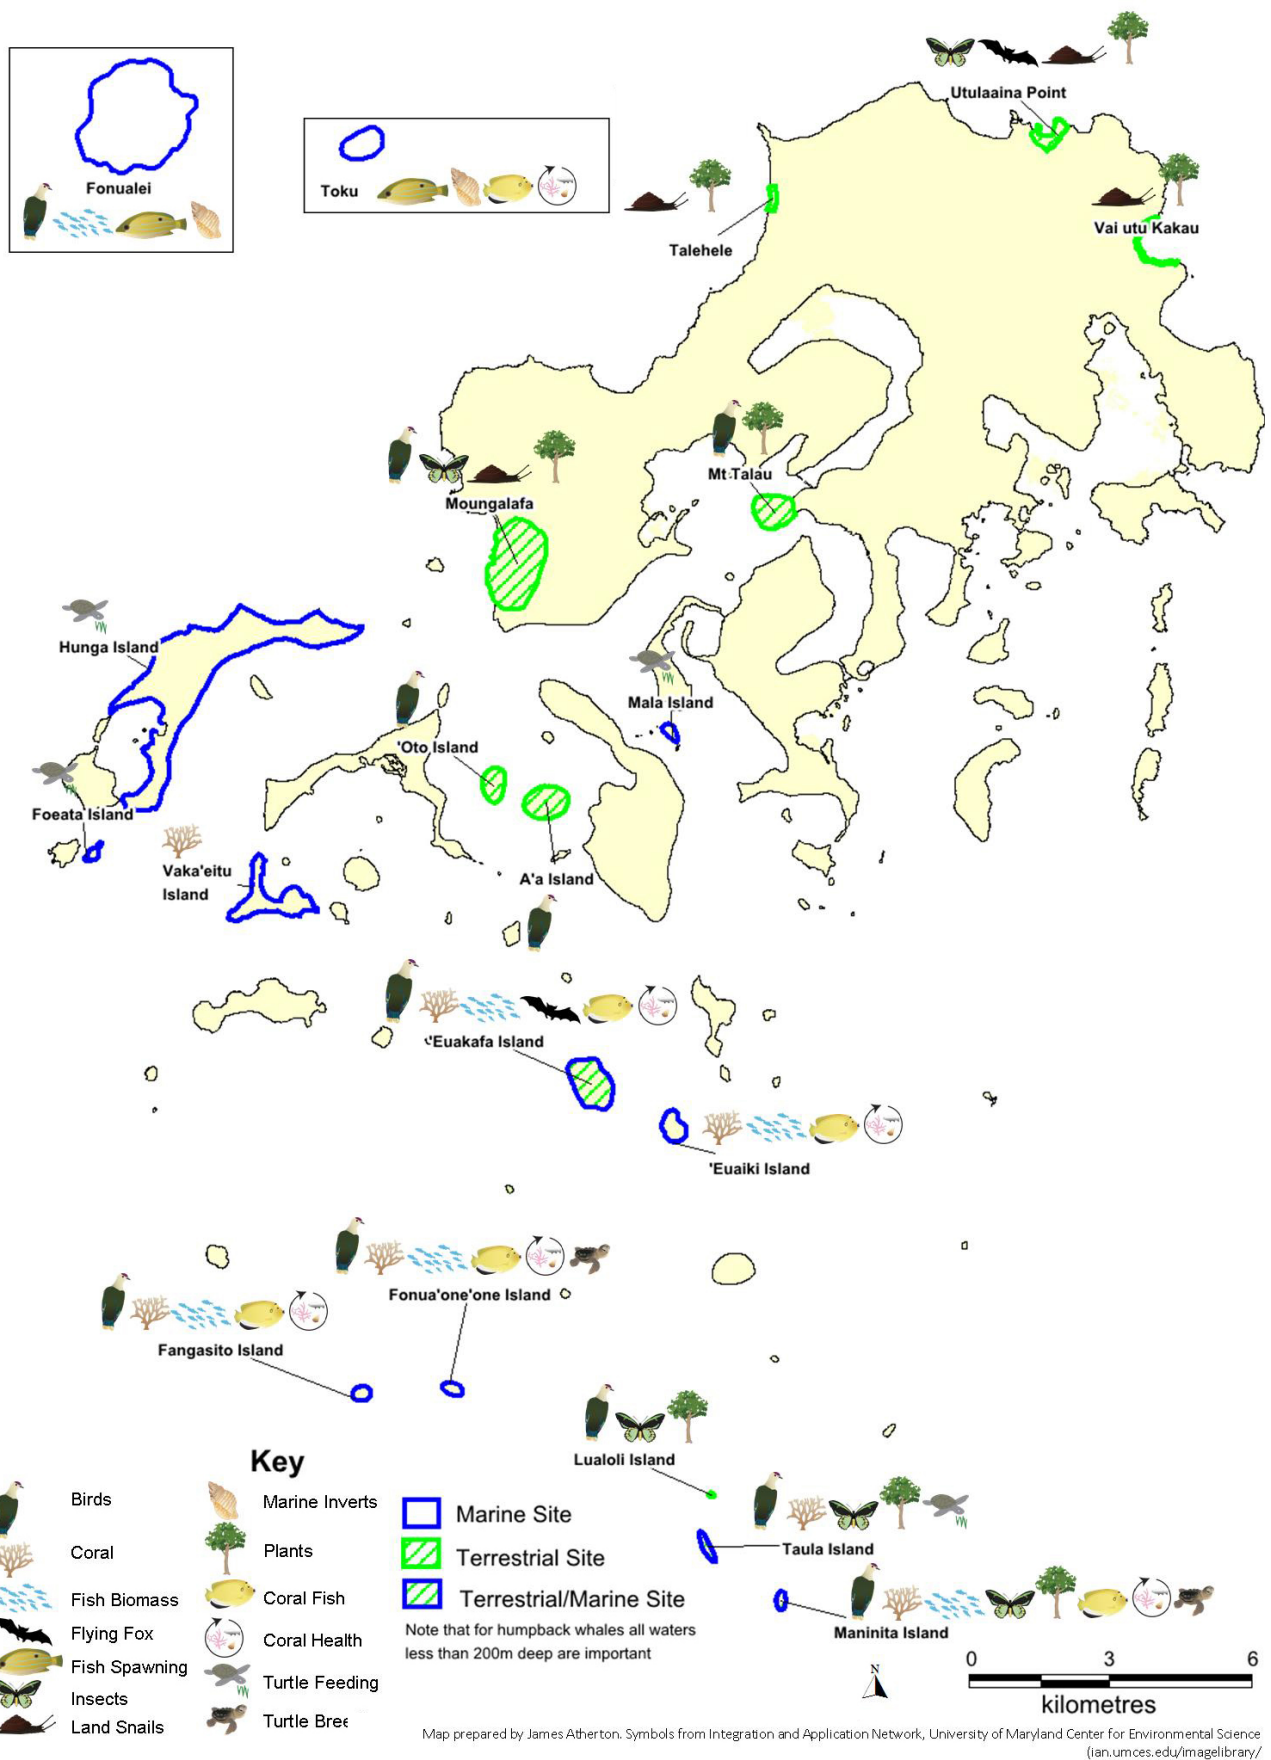 Utulaaina Point
Fonualei
Toku
Talehele
Vai utu Kakau
Mt Talau
Moungalafa
Hunga Island
Mala Island
'Oto Island
Foeata Island
Vaka'eitu
Island
A'a Island
'Euakafa Island
'Euaiki Island
Fonua'one'one Island
Fangasito Island
Lualoli Island
Taula Island
Maninita Island
Key
Birds
Coral
Fish Biomass
Flying Fox
Fish Spawning
Insects
Land Snails
Marine Inverts
Plants
Coral Fish
Coral Health
Turtle Feeding
Turtle Bree
Marine Site
Terrestrial Site
Terrestrial/Marine Site
Note that for humpback whales all waters
less than 200m deep are important
N
0 3 6
kilometres
Map prepared by James Atherton. Symbols from Integration and Application Network, University of Maryland Center for Environmental Science
(ian.umces.edu/imagelibrary/